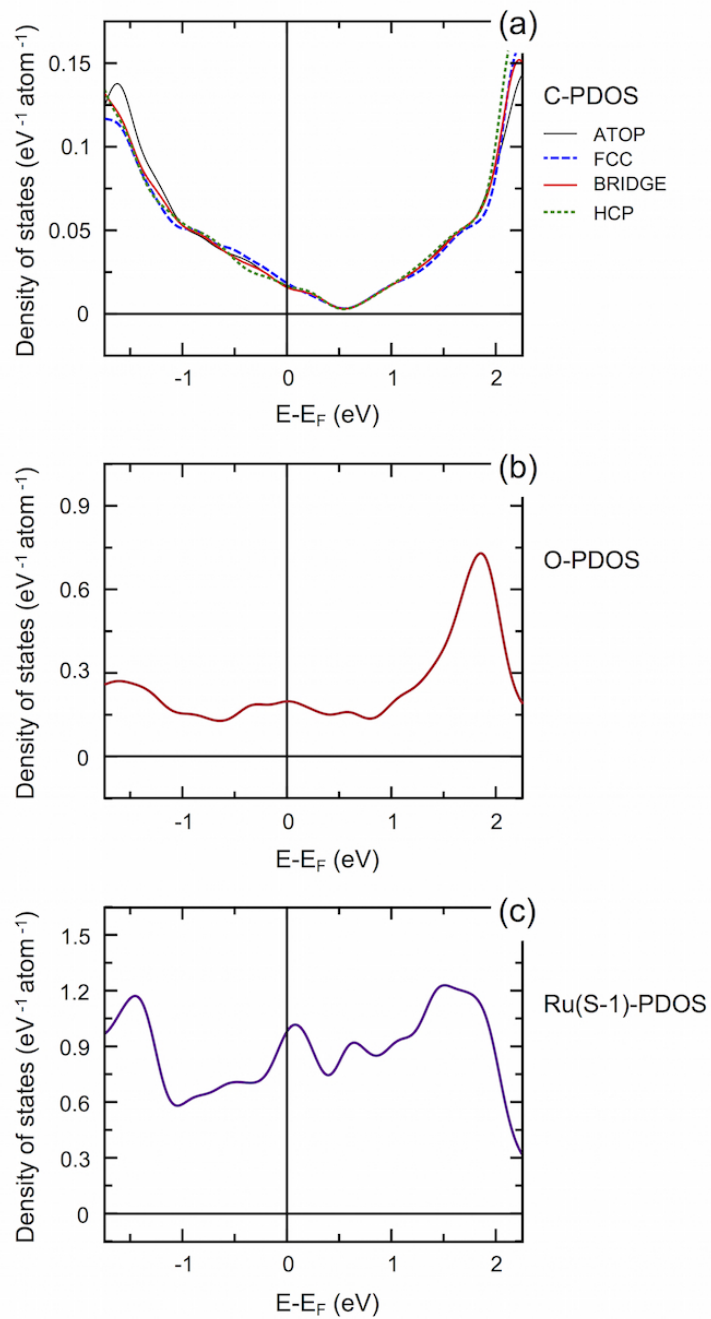 (a)
Density of states (eV⁻¹ atom⁻¹)
0.15
0.1
0.05
0
-1
0
1
2
E-E_F (eV)
C-PDOS
ATOP
FCC
BRIDGE
HCP
(b)
Density of states (eV⁻¹ atom⁻¹)
0.9
0.6
0.3
0
-1
0
1
2
E-E_F (eV)
O-PDOS
(c)
Density of states (eV⁻¹ atom⁻¹)
1.5
1.2
0.9
0.6
0.3
0
-1
0
1
2
E-E_F (eV)
Ru(S-1)-PDOS